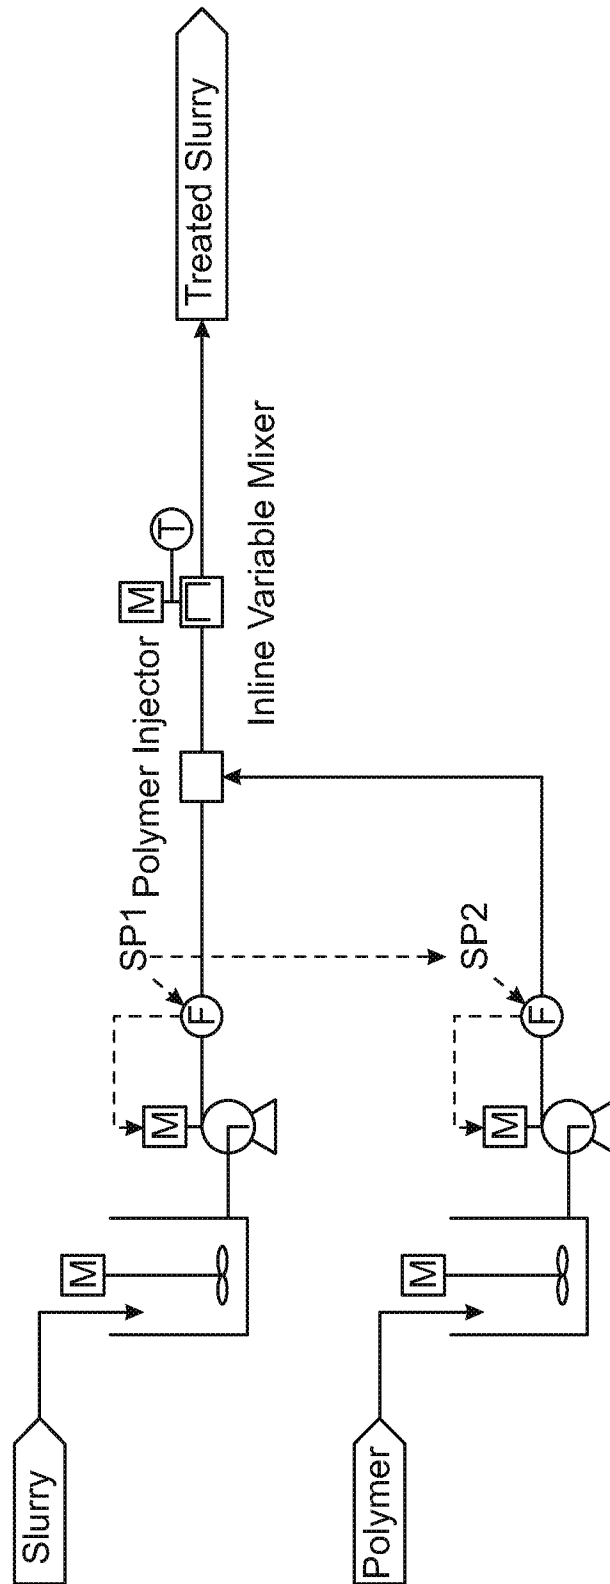 Slurry
M
M
F
SP1
Polymer Injector
M
T
Inline Variable Mixer
Treated Slurry
Polymer
M
M
F
SP2